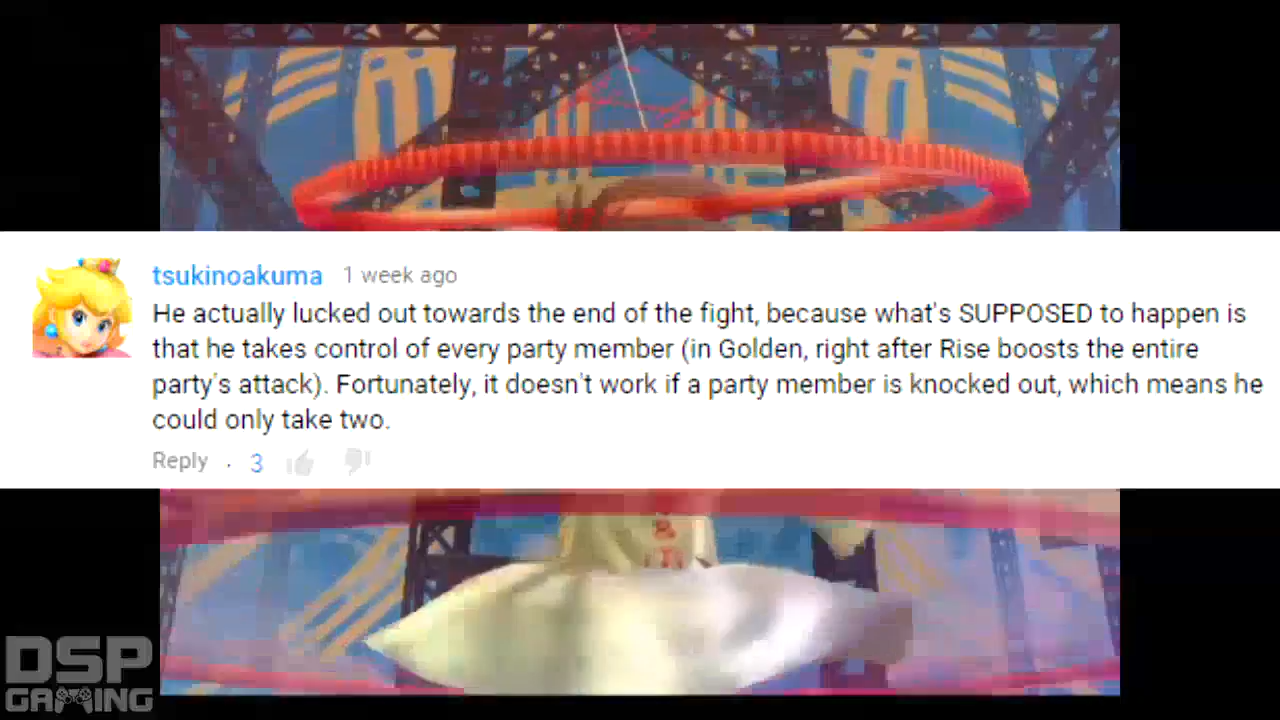 tsukinoakuma 1 week ago
He actually lucked out towards the end of the fight, because what's SUPPOSED to happen is
that he takes control of every party member (in Golden, right after Rise boosts the entire
party's attack). Fortunately, it doesn't work if a party member is knocked out, which means he
could only take two.
Reply . 3
DSP
GAMING